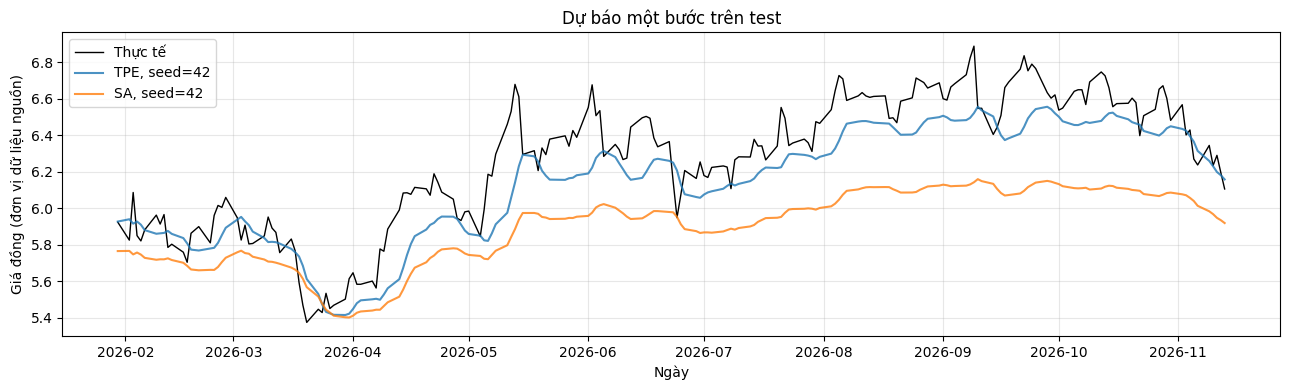 Dự báo một bước trên test
Thực tế
TPE, seed=42
SA, seed=42
Giá đồng (đơn vị dữ liệu nguồn)
6.8
6.6
6.4
6.2
6.0
5.8
5.6
5.4
2026-02 2026-03 2026-04 2026-05 2026-06 2026-07 2026-08 2026-09 2026-10 2026-11
Ngày